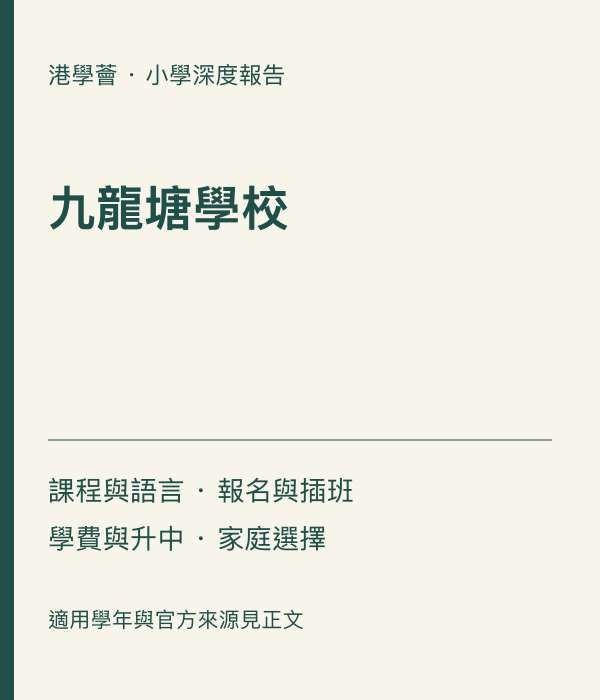 港學薈 · 小學深度報告
九龍塘學校
課程與語言 · 報名與插班
學費與升中 · 家庭選擇
適用學年與官方來源見正文